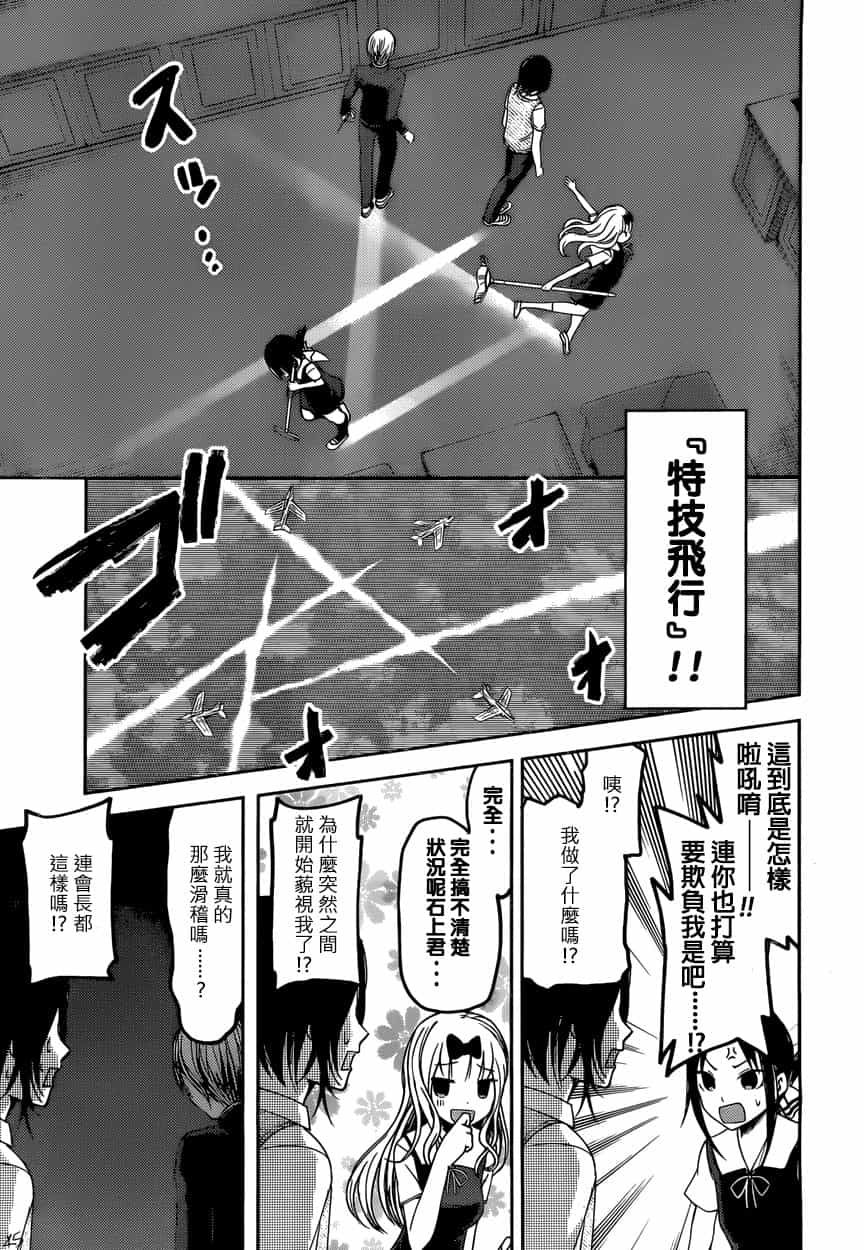 スッ…
『特技飛行』!!
ゴォォォ
這到底是怎樣
啦吼唷——!!
連你也打算
要欺負我是吧……!?
咦!?
我做了什麼嗎!?
完全...
完全搞不清楚
狀況呢石上君...
為什麼突然之間
就開始藐視我了!?
我就真的
那麼滑稽嗎……?
連會長都
這樣嗎!?
15